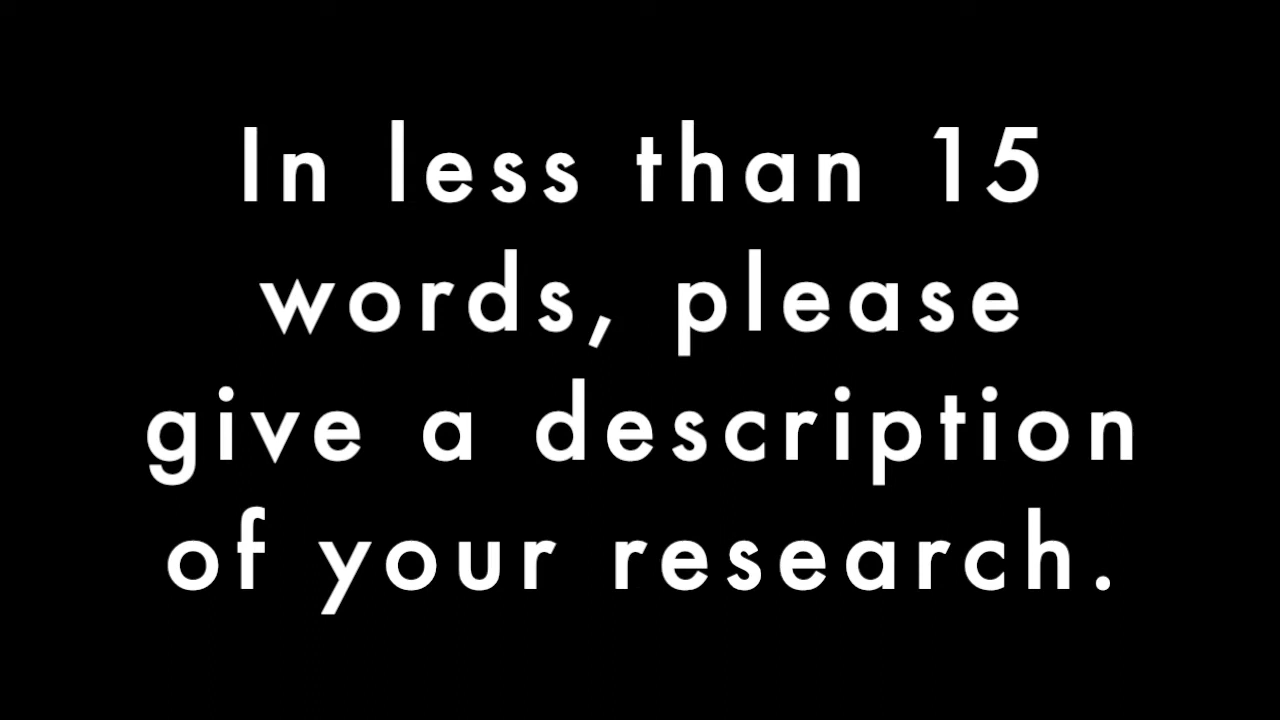 In less than 15
words, please
give a description
of your research.